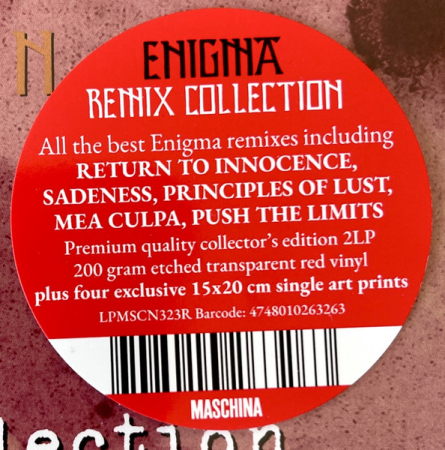 N
ENIGMA
REMIX COLLECTION
All the best Enigma remixes including
RETURN TO INNOCENCE,
SADENESS, PRINCIPLES OF LUST,
MEA CULPA, PUSH THE LIMITS
Premium quality collector's edition 2LP
200 gram etched transparent red vinyl
plus four exclusive 15x20 cm single art prints
LPMSCN323R Barcode: 4748010263263
MASCHINA
lection